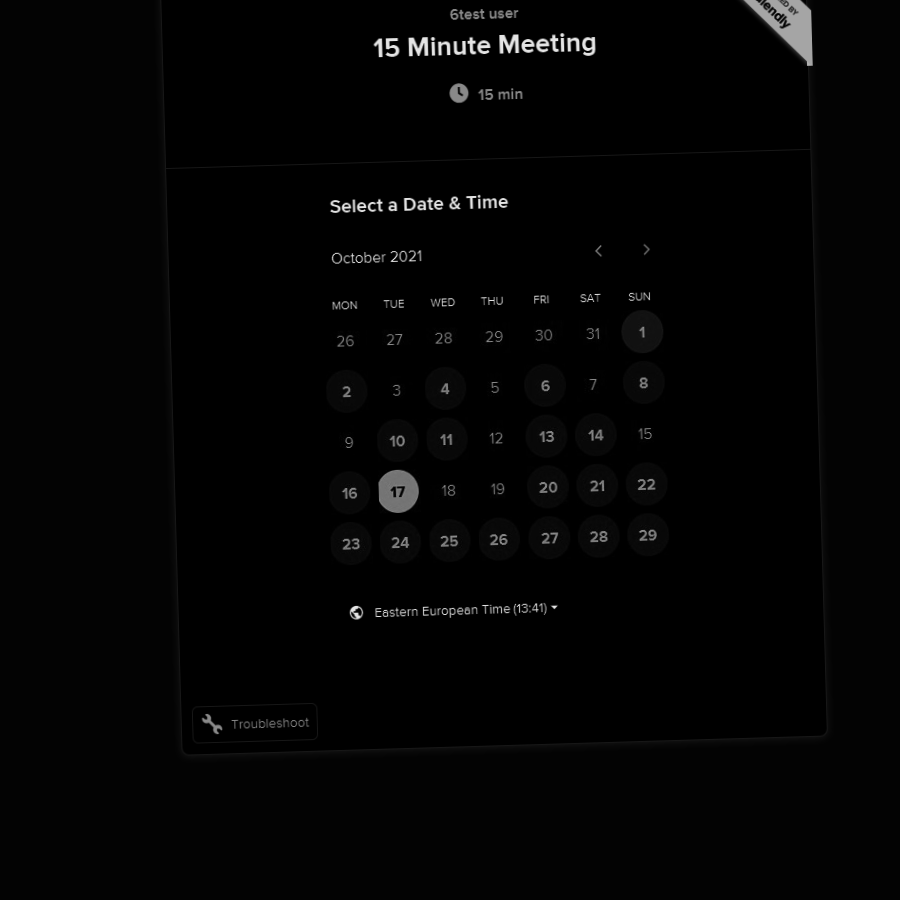 6test user
15 Minute Meeting
15 min
Select a Date & Time
October 2021
MON TUE WED THU FRI SAT SUN
26 27 28 29 30 31 1
2 3 4 5 6 7 8
9 10 11 12 13 14 15
16 17 18 19 20 21 22
23 24 25 26 27 28 29
Eastern European Time (13:41)
Troubleshoot